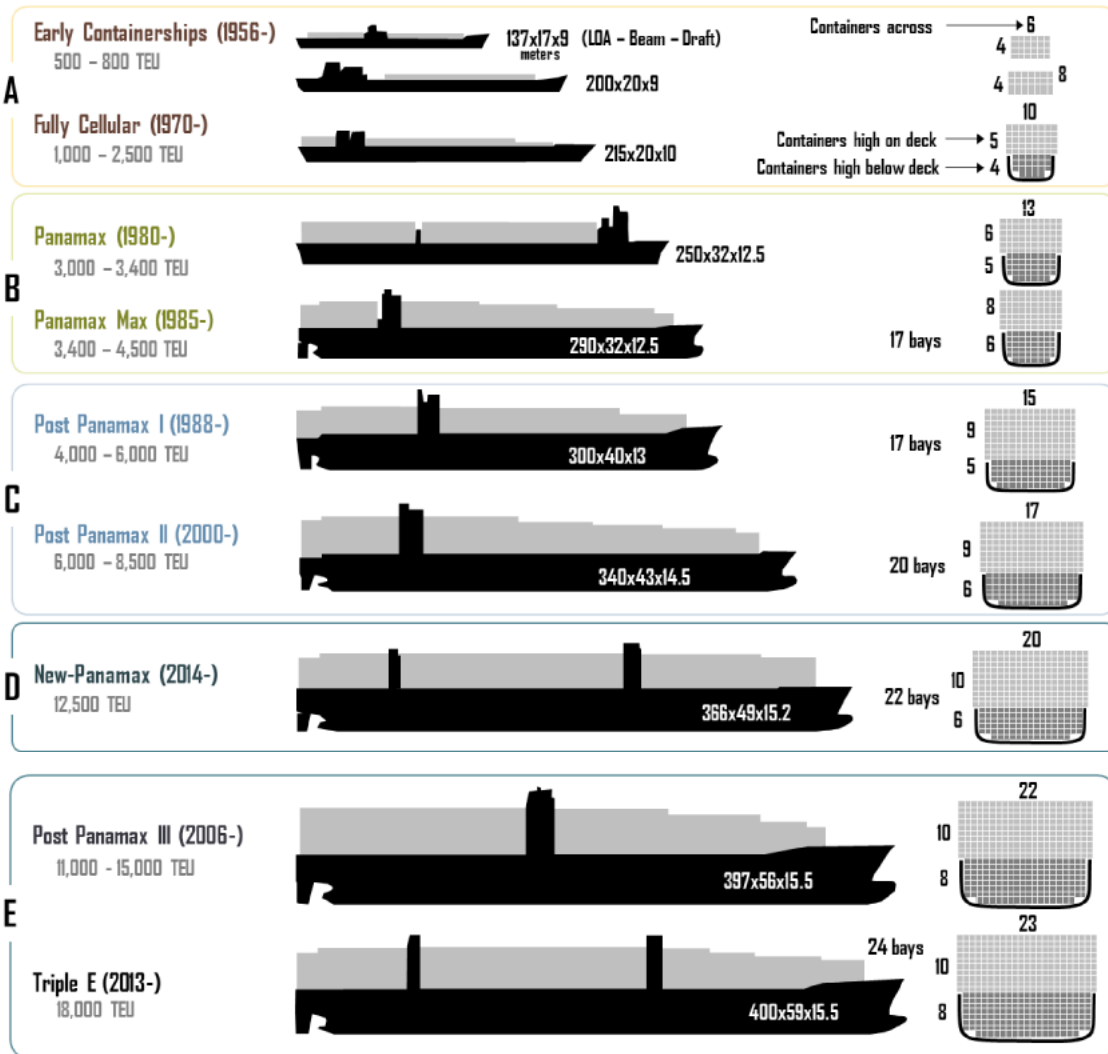 A
Early Containerships (1956-)
500 – 800 TEU
137x17x9 (LOA – Beam – Draft)
meters
200x20x9
Containers across
6
4
4
8
Fully Cellular (1970-)
1,000 – 2,500 TEU
215x20x10
10
Containers high on deck
5
Containers high below deck
4
B
Panamax (1980-)
3,000 – 3,400 TEU
250x32x12.5
13
6
5
Panamax Max (1985-)
3,400 – 4,500 TEU
290x32x12.5
17 bays
8
6
C
Post Panamax I (1988-)
4,000 – 6,000 TEU
300x40x13
17 bays
15
9
5
Post Panamax II (2000-)
6,000 – 8,500 TEU
340x43x14.5
20 bays
17
9
6
D
New-Panamax (2014-)
12,500 TEU
366x49x15.2
22 bays
20
10
6
E
Post Panamax III (2006-)
11,000 - 15,000 TEU
397x56x15.5
22
10
8
Triple E (2013-)
18,000 TEU
400x59x15.5
24 bays
23
10
8